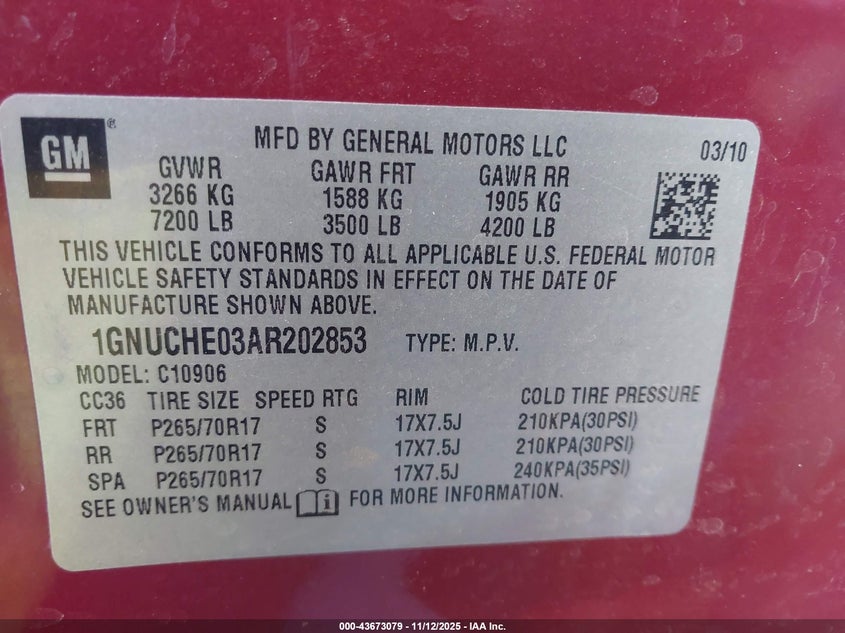 GM® MFD BY GENERAL MOTORS LLC 03/10
GVWR GAWR FRT GAWR RR
3266 KG 1588 KG 1905 KG
7200 LB 3500 LB 4200 LB
THIS VEHICLE CONFORMS TO ALL APPLICABLE U.S. FEDERAL MOTOR
VEHICLE SAFETY STANDARDS IN EFFECT ON THE DATE OF
MANUFACTURE SHOWN ABOVE.
1GNUCHE03AR202853 TYPE: M.P.V.
MODEL: C10906
CC36 TIRE SIZE SPEED RTG RIM COLD TIRE PRESSURE
FRT P265/70R17 S 17X7.5J 210KPA(30PSI)
RR P265/70R17 S 17X7.5J 210KPA(30PSI)
SPA P265/70R17 S 17X7.5J 240KPA(35PSI)
SEE OWNER'S MANUAL i FOR MORE INFORMATION.
000-43673079 - 11/12/2025 - IAA Inc.